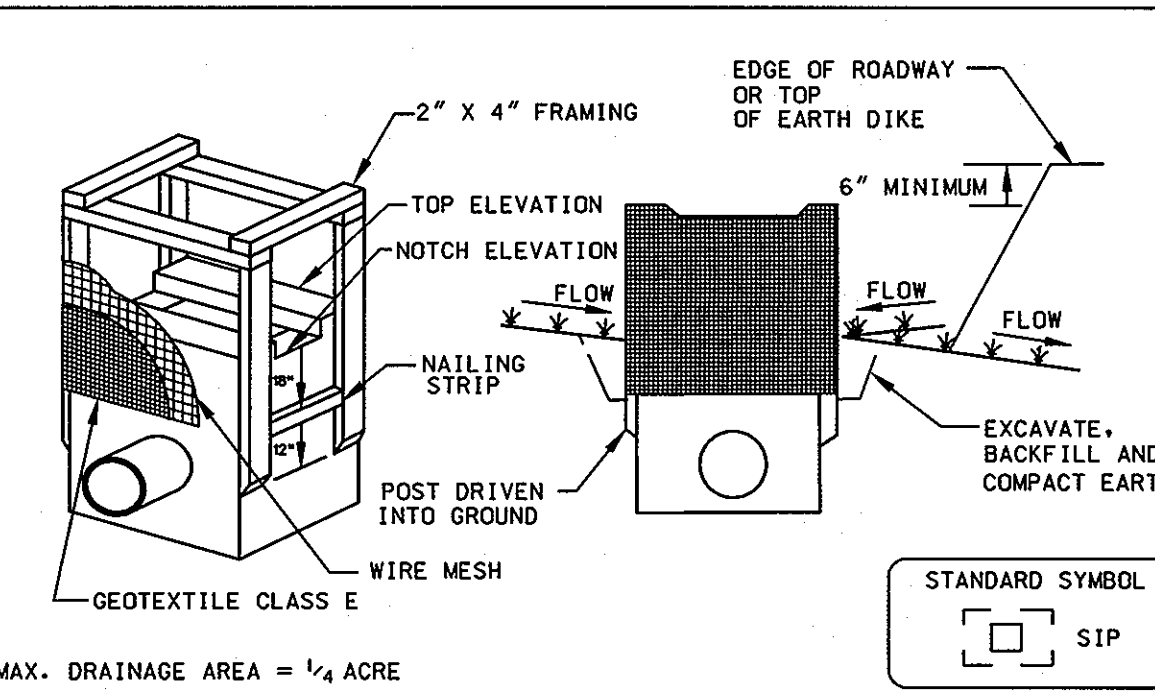 EDGE OF ROADWAY
OR TOP
OF EARTH DIKE
2" X 4" FRAMING
6" MINIMUM
TOP ELEVATION
NOTCH ELEVATION
FLOW
FLOW
FLOW
NAILING
STRIP
18"
12"
EXCAVATE,
BACKFILL AND
COMPACT EART
POST DRIVEN
INTO GROUND
WIRE MESH
GEOTEXTILE CLASS E
STANDARD SYMBOL
SIP
MAX. DRAINAGE AREA = 1/4 ACRE